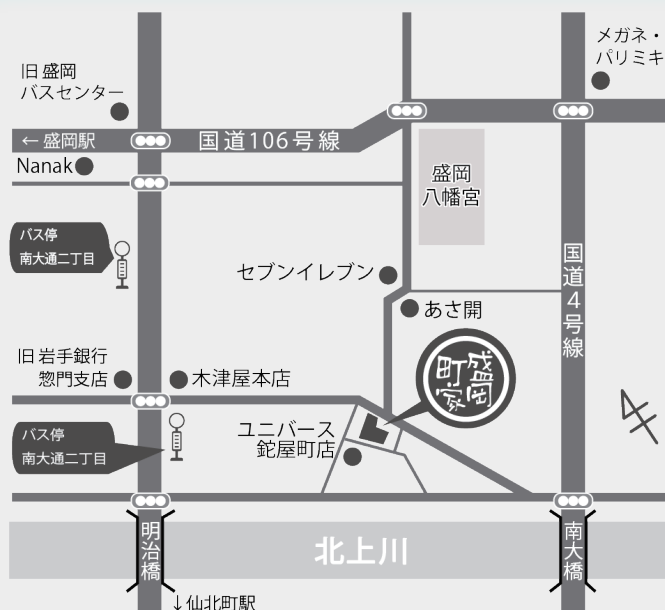 メガネ・
パリミキ
旧盛岡
バスセンター
← 盛岡駅
国道106号線
Nanak
盛岡
八幡宮
バス停
南大通二丁目
セブンイレブン
国道4号線
あさ開
旧岩手銀行
惣門支店
木津屋本店
盛岡
町家
ユニバース
鉈屋町店
バス停
南大通二丁目
明治橋
北上川
南大橋
↓仙北町駅